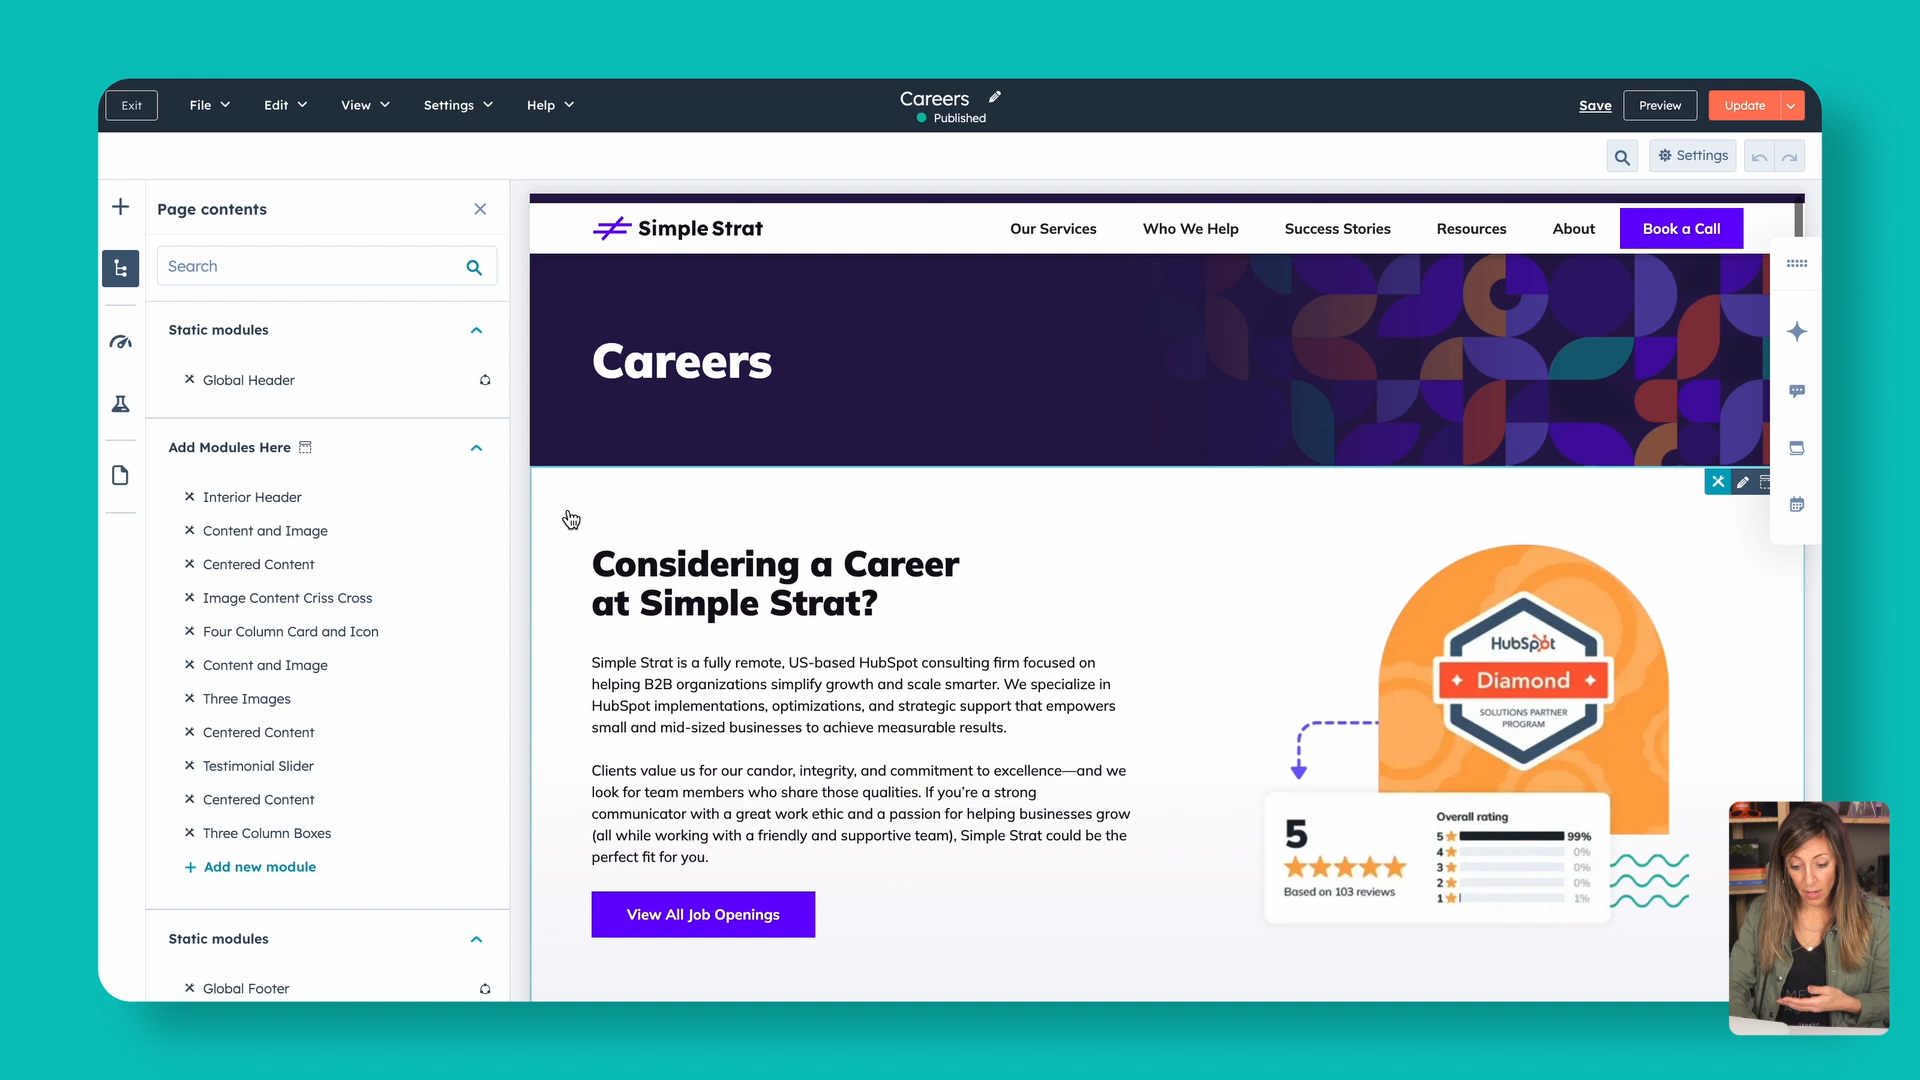 Exit
File
Edit
View
Settings
Help
Careers
Published
Save
Preview
Update
Settings
Page contents
Search
Static modules
Global Header
Add Modules Here
Interior Header
Content and Image
Centered Content
Image Content Criss Cross
Four Column Card and Icon
Content and Image
Three Images
Centered Content
Testimonial Slider
Centered Content
Three Column Boxes
+ Add new module
Static modules
Global Footer
Simple Strat
Our Services
Who We Help
Success Stories
Resources
About
Book a Call
Careers
Considering a Career
at Simple Strat?
Simple Strat is a fully remote, US-based HubSpot consulting firm focused on
helping B2B organizations simplify growth and scale smarter. We specialize in
HubSpot implementations, optimizations, and strategic support that empowers
small and mid-sized businesses to achieve measurable results.
Clients value us for our candor, integrity, and commitment to excellence—and we
look for team members who share those qualities. If you're a strong
communicator with a great work ethic and a passion for helping businesses grow
(all while working with a friendly and supportive team), Simple Strat could be the
perfect fit for you.
View All Job Openings
HubSpot
Diamond
SOLUTIONS PARTNER
PROGRAM
5
Based on 103 reviews
Overall rating
5 99%
4 0%
3 0%
2 0%
1 1%